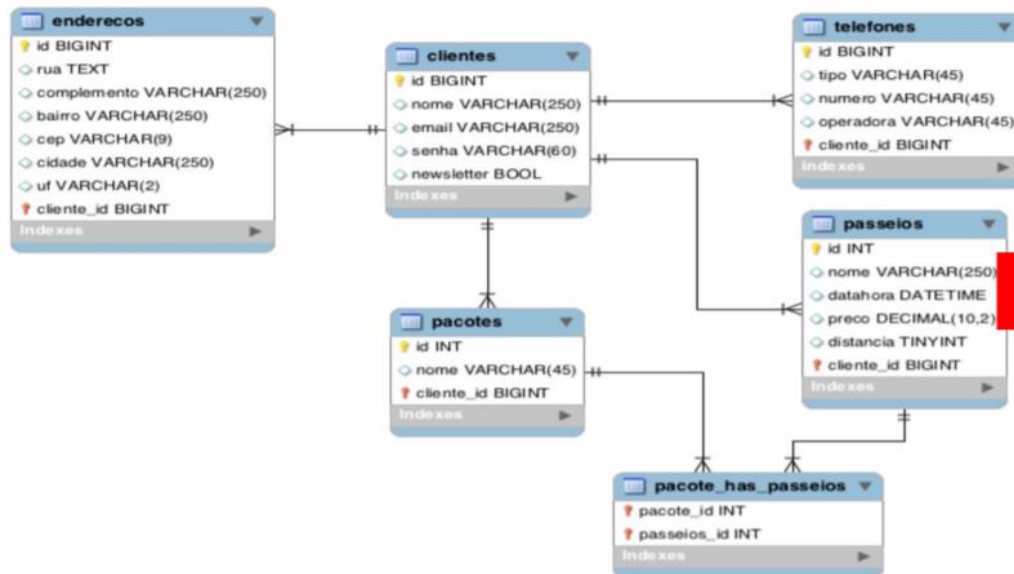 enderecos
id BIGINT
rua TEXT
complemento VARCHAR(250)
bairro VARCHAR(250)
cep VARCHAR(9)
cidade VARCHAR(250)
uf VARCHAR(2)
cliente_id BIGINT
Indexes
clientes
id BIGINT
nome VARCHAR(250)
email VARCHAR(250)
senha VARCHAR(60)
newsletter BOOL
Indexes
telefones
id BIGINT
tipo VARCHAR(45)
numero VARCHAR(45)
operadora VARCHAR(45)
cliente_id BIGINT
Indexes
passeios
id INT
nome VARCHAR(250)
datahora DATETIME
preco DECIMAL(10,2)
distancia TINYINT
cliente_id BIGINT
Indexes
pacotes
id INT
nome VARCHAR(45)
cliente_id BIGINT
Indexes
pacote_has_passeios
pacote_id INT
passeios_id INT
Indexes